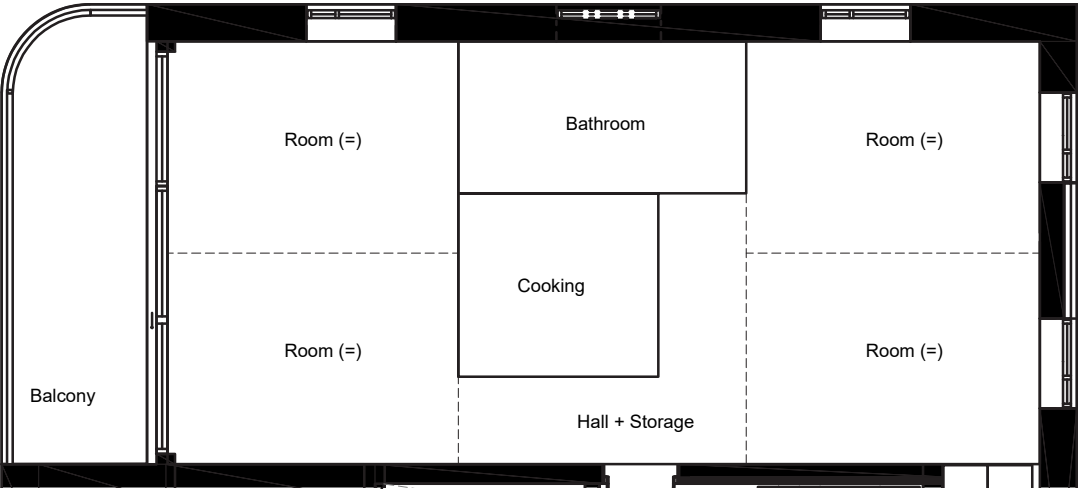 Room (=)
Bathroom
Room (=)
Cooking
Room (=)
Room (=)
Balcony
Hall + Storage